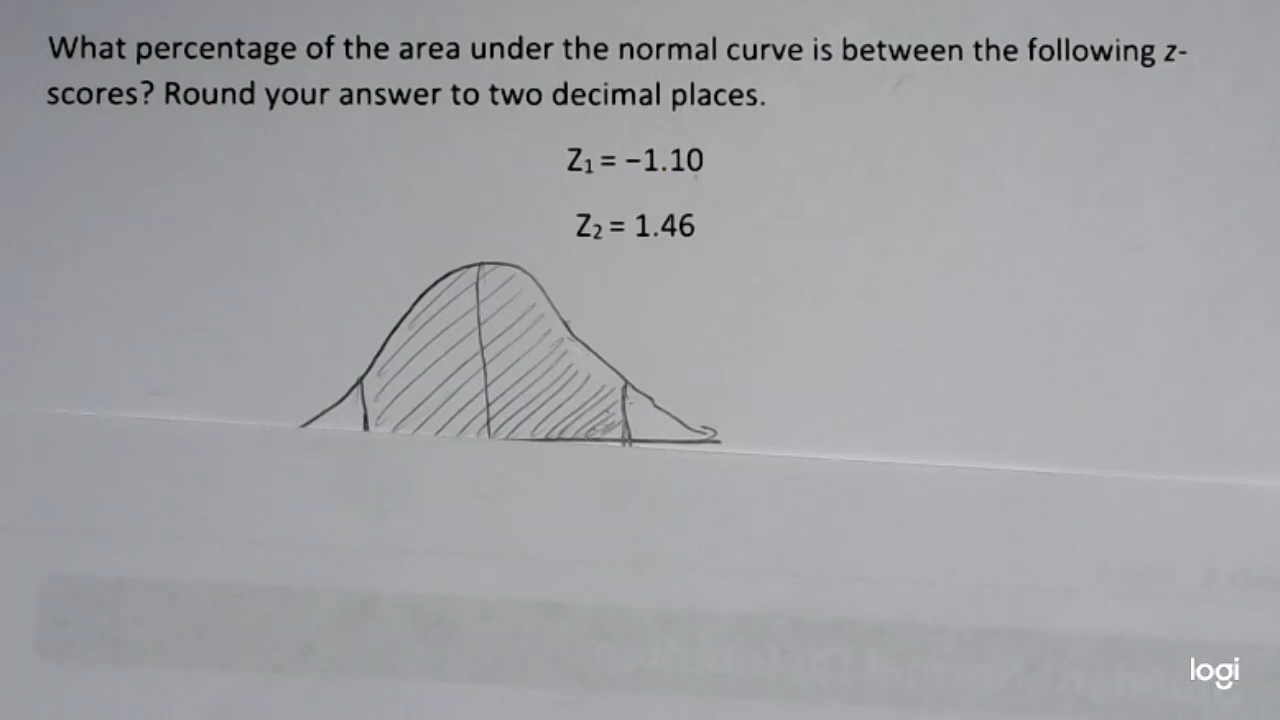 What percentage of the area under the normal curve is between the following z-
scores? Round your answer to two decimal places.
Z₁ = −1.10
Z₂ = 1.46
logi